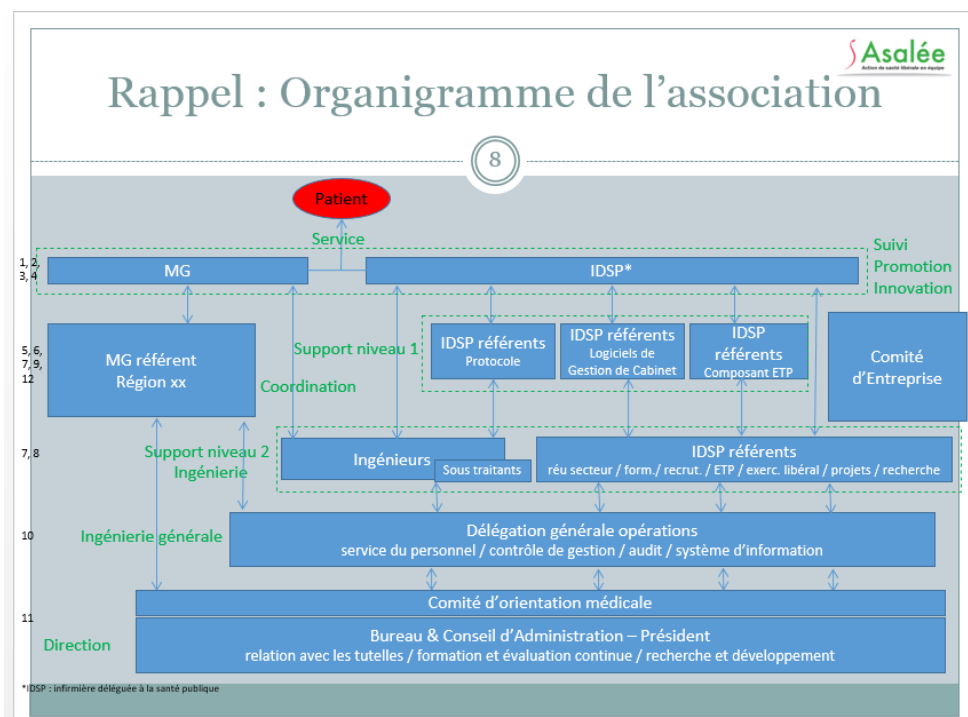 Asalée
Action de santé libérale en équipe
Rappel : Organigramme de l'association
8
Patient
Service
Suivi
Promotion
Innovation
1, 2,
3, 4
MG
IDSP*
5, 6,
7, 9,
12
MG référent
Région xx
Support niveau 1
Coordination
IDSP référents
Protocole
IDSP référents
Logiciels de
Gestion de Cabinet
IDSP
référents
Composant ETP
Comité
d'Entreprise
7, 8
Support niveau 2
Ingénierie
Ingénieurs
Sous traitants
IDSP référents
réu secteur / form./ recrut. / ETP / exerc. libéral / projets / recherche
10
Ingénierie générale
Délégation générale opérations
service du personnel / contrôle de gestion / audit / système d'information
Comité d'orientation médicale
11
Direction
Bureau & Conseil d'Administration – Président
relation avec les tutelles / formation et évaluation continue / recherche et développement
*IDSP : infirmière déléguée à la santé publique